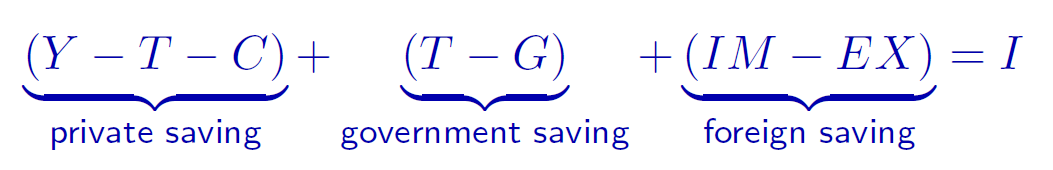 (Y − T − C) + (T − G) + (IM − EX) = I
private saving government saving foreign saving